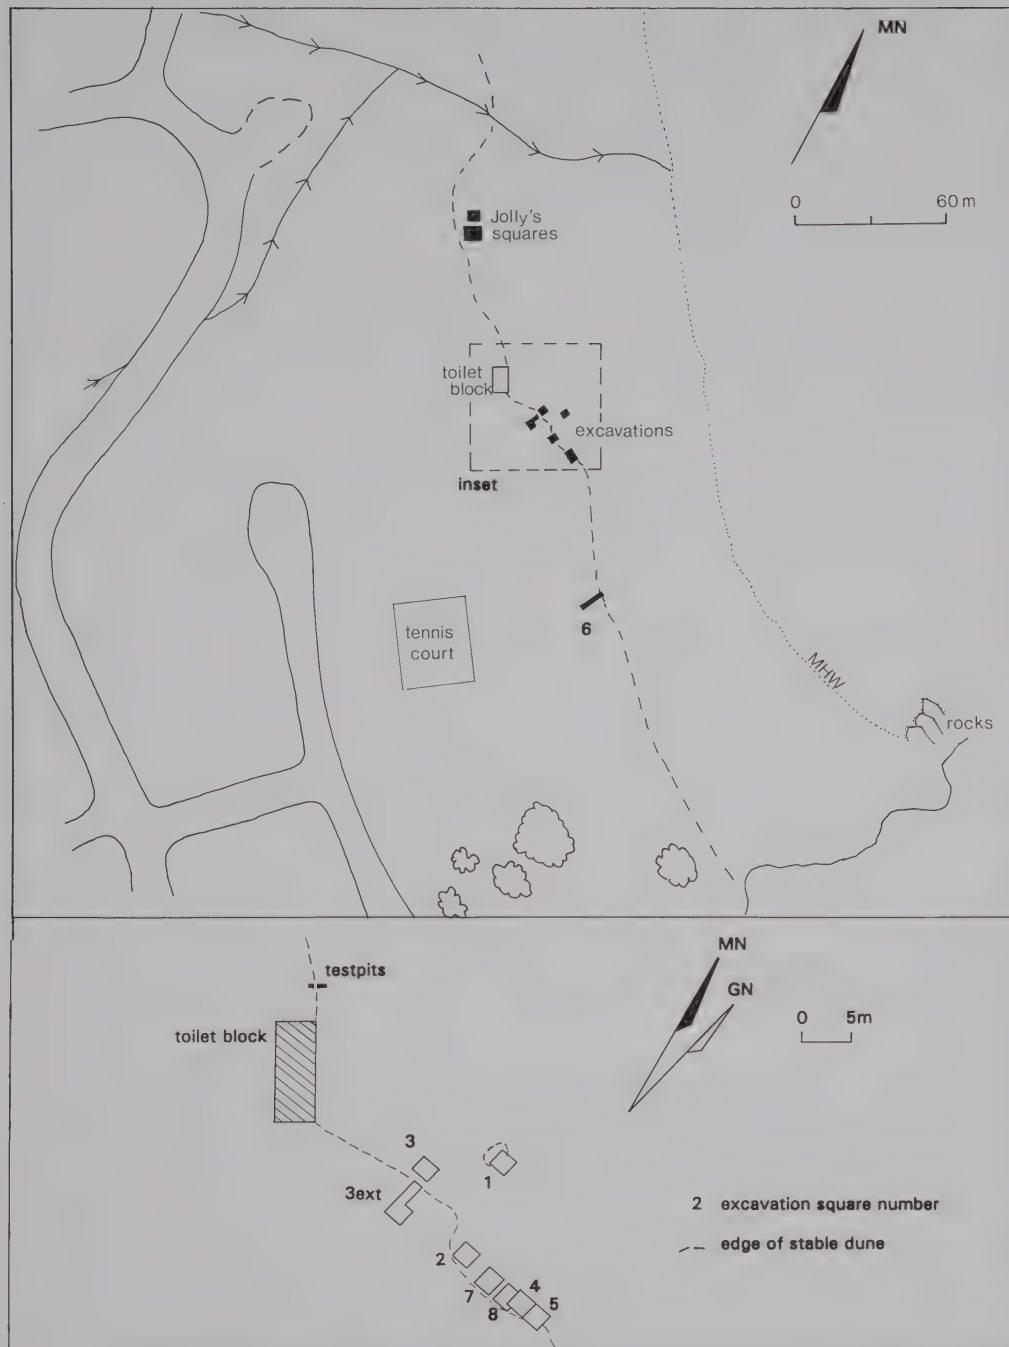 MN
0 60m
Jolly's
squares
toilet
block
excavations
inset
6
tennis
court
MHW
rocks
MN
GN
0 5m
testpits
toilet block
3
1
3ext
2 excavation square number
edge of stable dune
2
7
8
4
5